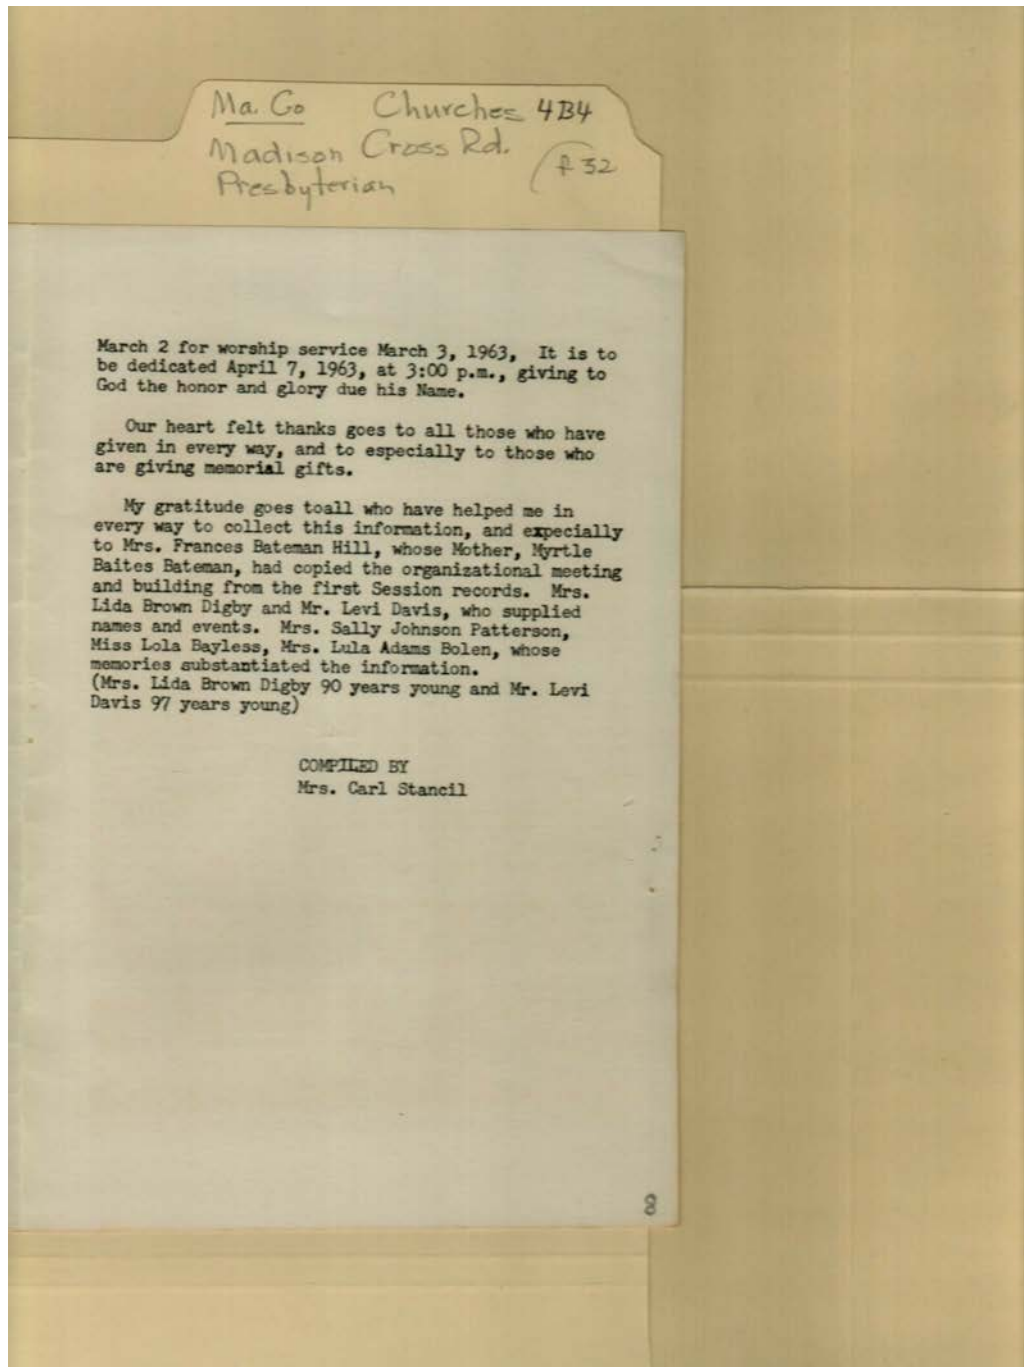 Ma. Co Churches 4B4
Madison Cross Rd.
Presbyterian
f 32
March 2 for worship service March 3, 1963, It is to
be dedicated April 7, 1963, at 3:00 p.m., giving to
God the honor and glory due his Name.
Our heart felt thanks goes to all those who have
given in every way, and to especially to those who
are giving memorial gifts.
My gratitude goes toall who have helped me in
every way to collect this information, and expecially
to Mrs. Frances Bateman Hill, whose Mother, Myrtle
Baites Bateman, had copied the organizational meeting
and building from the first Session records. Mrs.
Lida Brown Digby and Mr. Levi Davis, who supplied
names and events. Mrs. Sally Johnson Patterson,
Miss Lola Bayless, Mrs. Lula Adams Bolen, whose
memories substantiated the information.
(Mrs. Lida Brown Digby 90 years young and Mr. Levi
Davis 97 years young)
COMPILED BY
Mrs. Carl Stancil
8